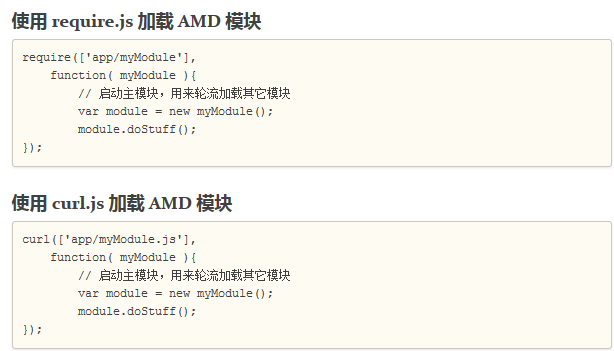 使用 require.js 加载 AMD 模块
require(['app/myModule'],
    function( myModule ){
        // 启动主模块，用来轮流加载其它模块
        var module = new myModule();
        module.doStuff();
});
使用 curl.js 加载 AMD 模块
curl(['app/myModule.js'],
    function( myModule ){
        // 启动主模块，用来轮流加载其它模块
        var module = new myModule();
        module.doStuff();
});